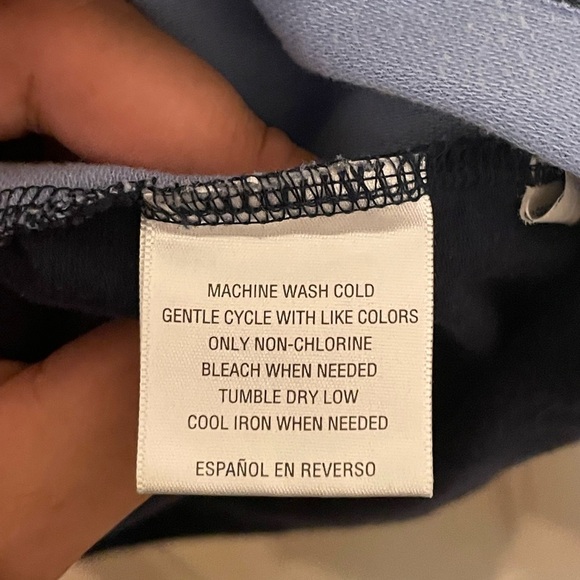 MACHINE WASH COLD
GENTLE CYCLE WITH LIKE COLORS
ONLY NON-CHLORINE
BLEACH WHEN NEEDED
TUMBLE DRY LOW
COOL IRON WHEN NEEDED
ESPAÑOL EN REVERSO